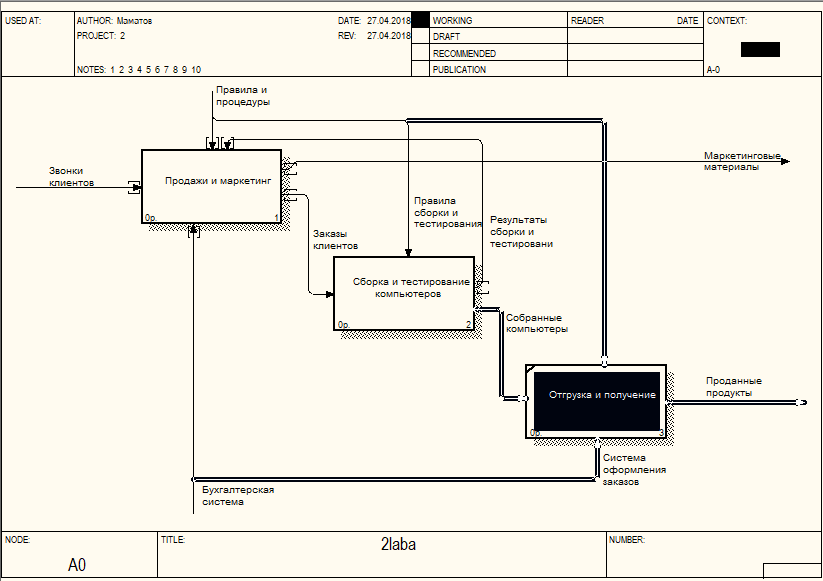 USED AT:
AUTHOR: Маматов
DATE: 27.04.2018
WORKING
READER
DATE
CONTEXT:
PROJECT: 2
REV: 27.04.2018
DRAFT
RECOMMENDED
NOTES: 1 2 3 4 5 6 7 8 9 10
PUBLICATION
A-0
Правила и
процедуры
Звонки
клиентов
Продажи и маркетинг
0р.
1
Маркетинговые
материалы
Правила
сборки и
тестирования
Результаты
сборки и
тестировани
Заказы
клиентов
Сборка и тестирование
компьютеров
0р.
2
Собранные
компьютеры
Отгрузка и получение
0р.
3
Проданные
продукты
Система
оформления
заказов
Бухгалтерская
система
NODE:
A0
TITLE:
2laba
NUMBER: